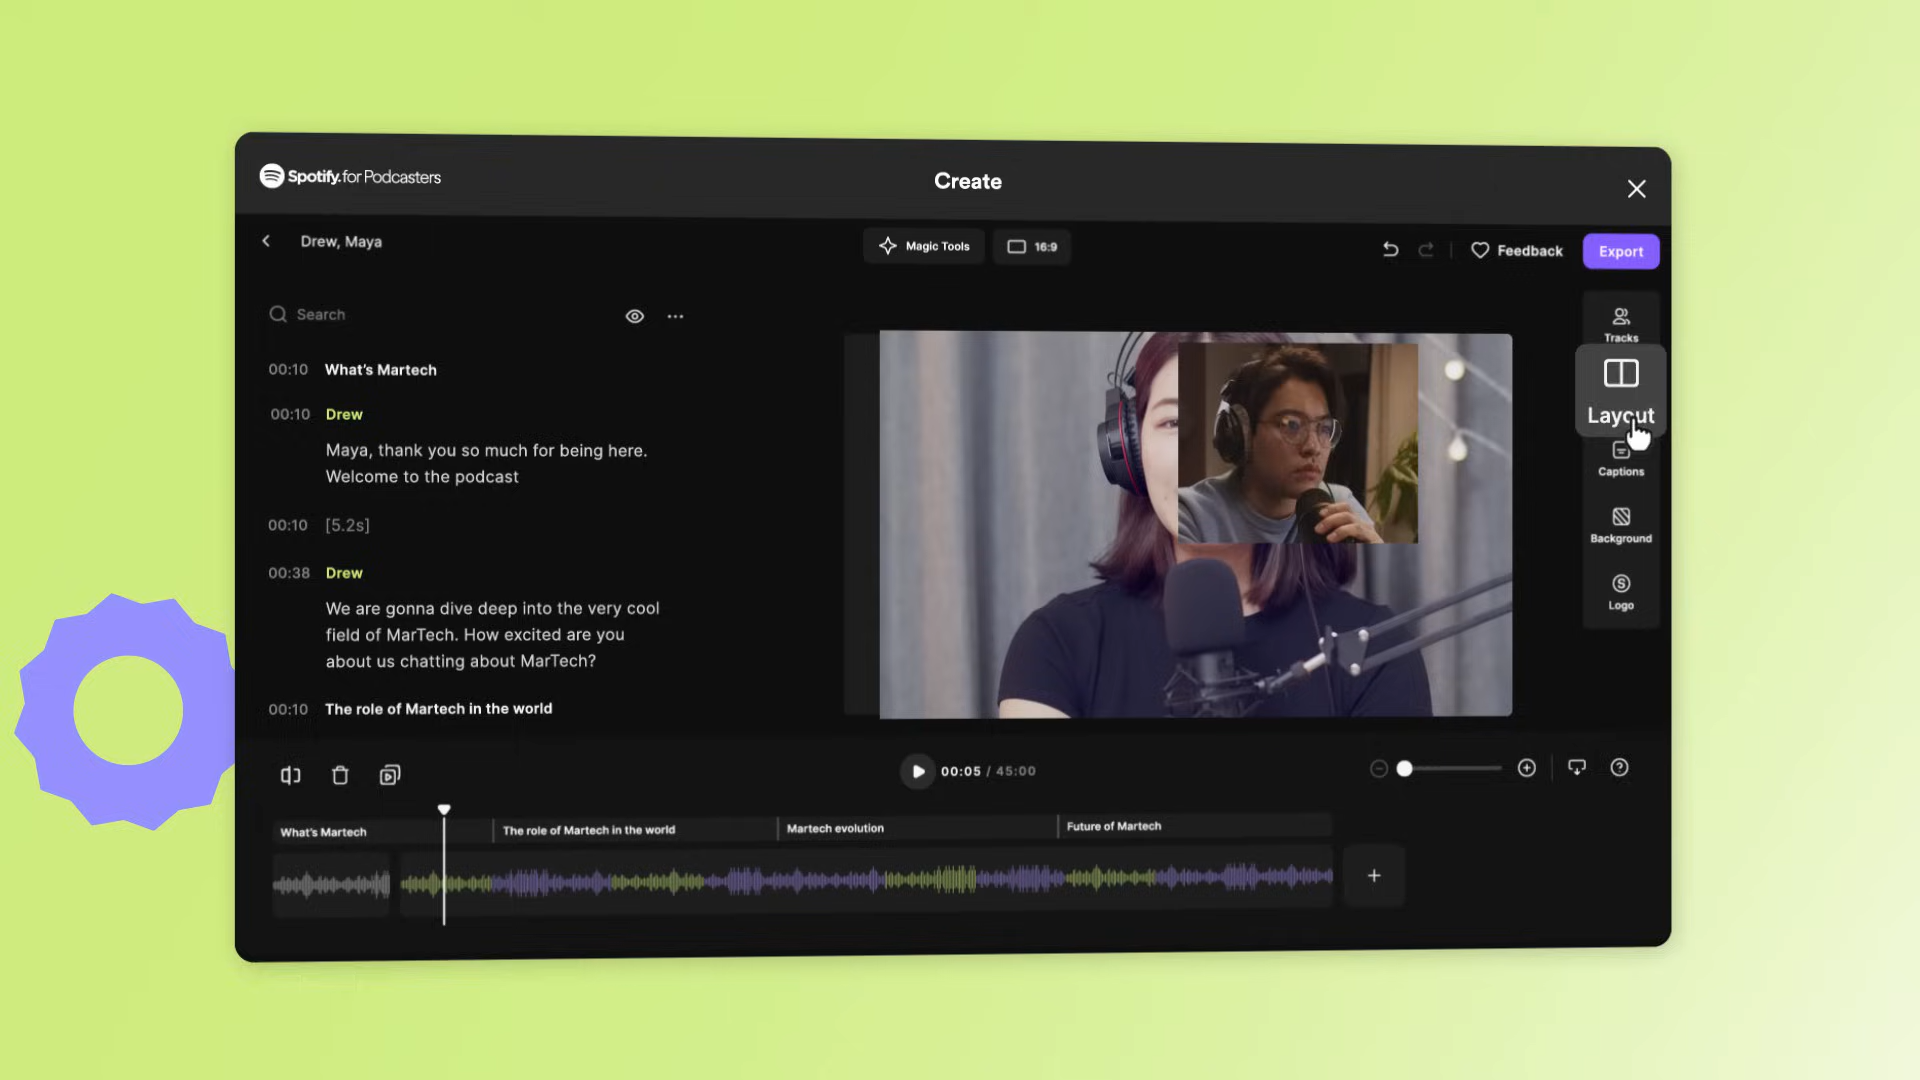 Spotify for Podcasters
Create
Drew, Maya
Magic Tools
16:9
Feedback
Export
Search
00:10 What's Martech
00:10 Drew
Maya, thank you so much for being here.
Welcome to the podcast
00:10 [5.2s]
00:38 Drew
We are gonna dive deep into the very cool
field of MarTech. How excited are you
about us chatting about MarTech?
00:10 The role of Martech in the world
Tracks
Layout
Captions
Background
Logo
00:05 / 45:00
What's Martech
The role of Martech in the world
Martech evolution
Future of Martech